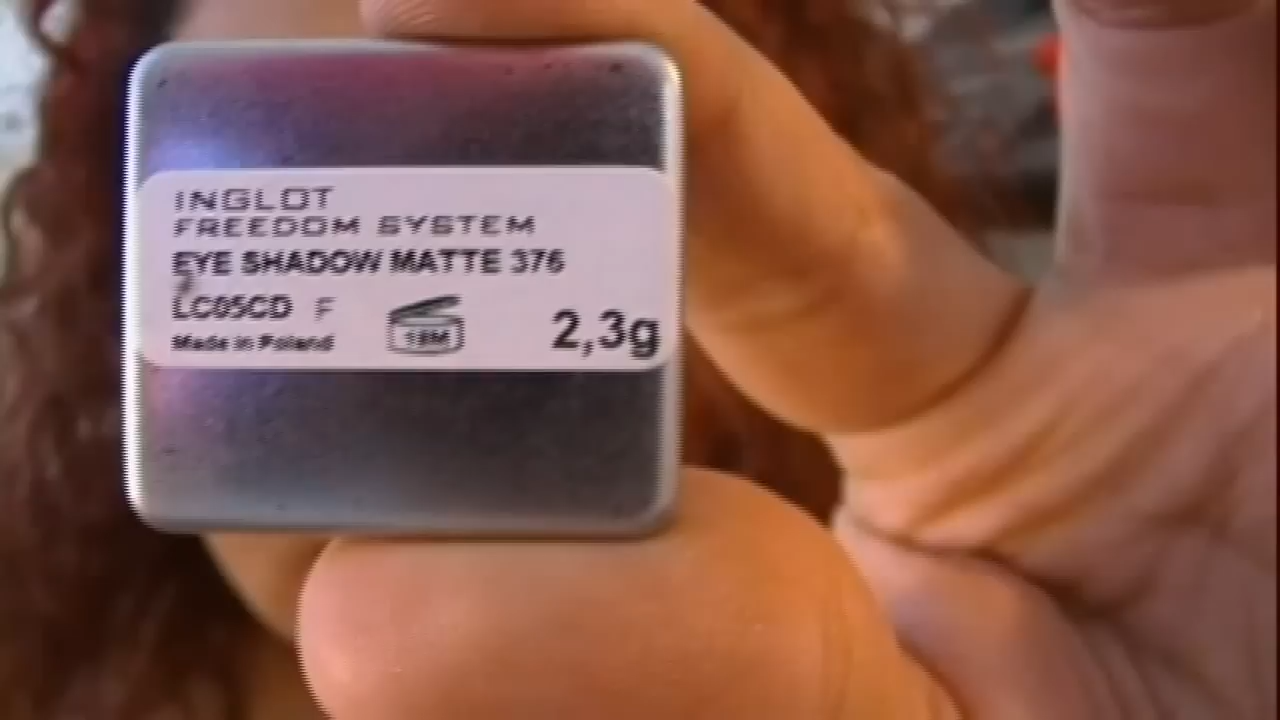 INGLOT
FREEDOM SYSTEM
EYE SHADOW MATTE 376
LC05CD F
18M
2,3g
Made in Poland